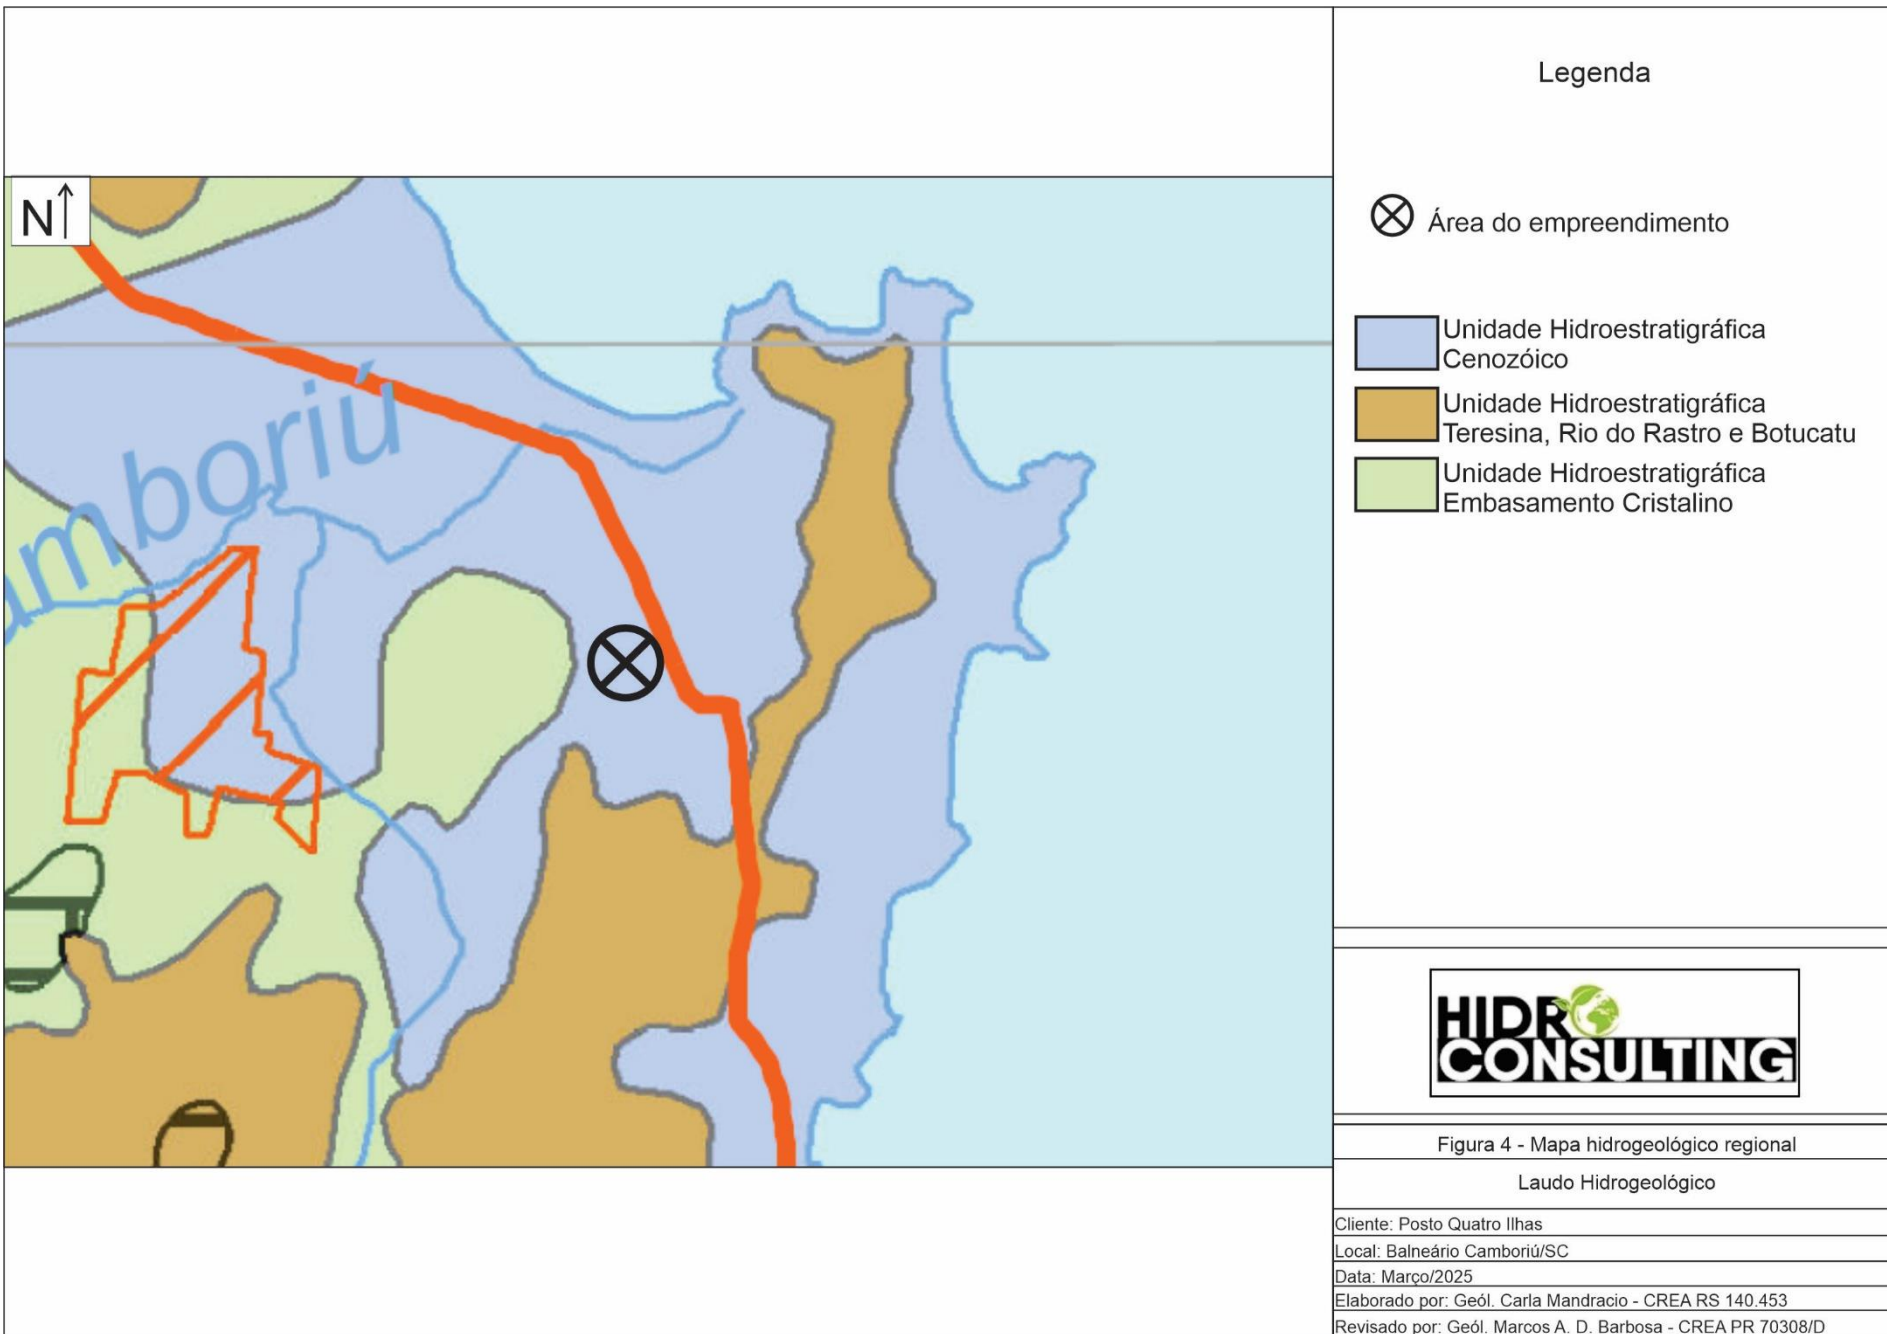 N
amboriú
Legenda
Área do empreendimento
Unidade Hidroestratigráfica
Cenozóico
Unidade Hidroestratigráfica
Teresina, Rio do Rastro e Botucatu
Unidade Hidroestratigráfica
Embasamento Cristalino
HIDRO
CONSULTING
Figura 4 - Mapa hidrogeológico regional
Laudo Hidrogeológico
Cliente: Posto Quatro Ilhas
Local: Balneário Camboriú/SC
Data: Março/2025
Elaborado por: Geól. Carla Mandracio - CREA RS 140.453
Revisado por: Geól. Marcos A. D. Barbosa - CREA PR 70308/D